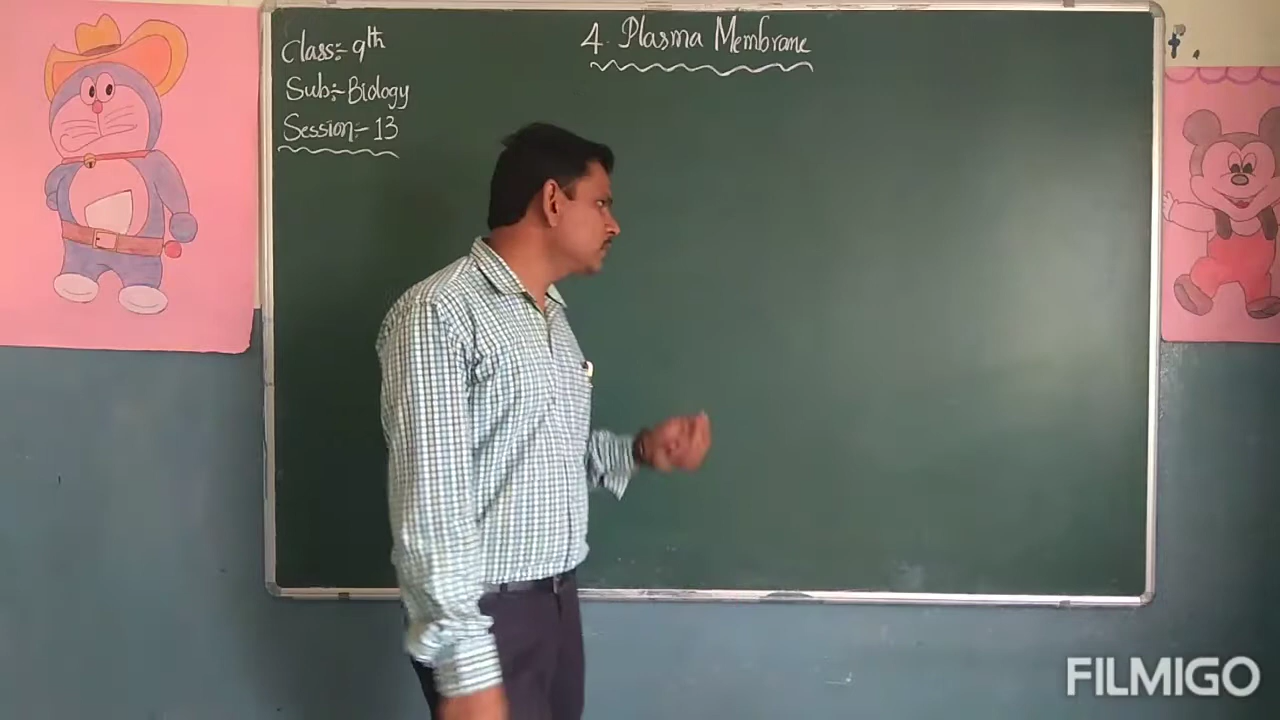 Class:- 9th
Sub:- Biology
Session:- 13
4. Plasma Membrane
FILMIGO